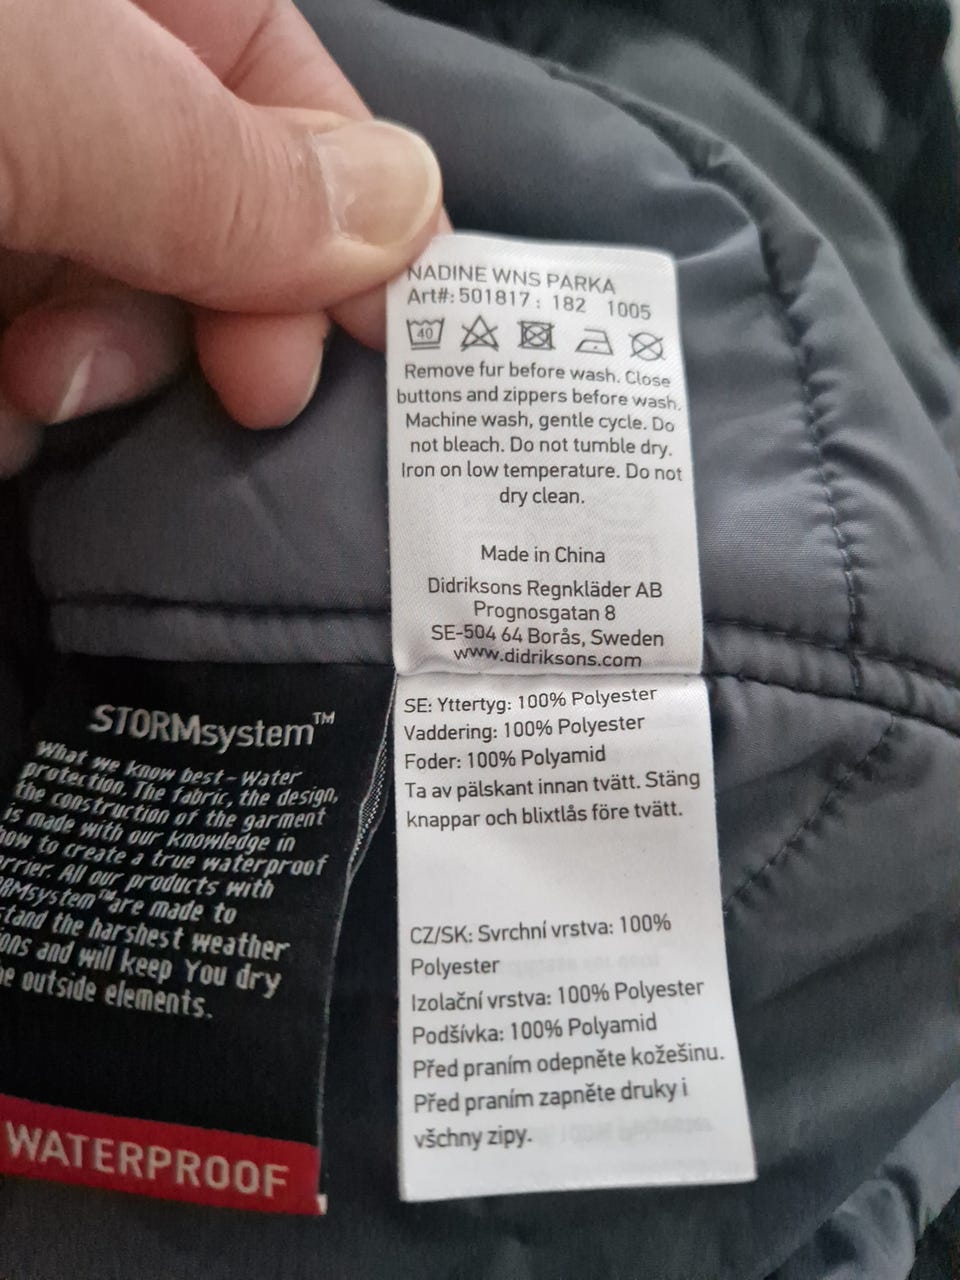 NADINE WNS PARKA
Art#: 501817 : 182 1005
40
Remove fur before wash. Close
buttons and zippers before wash.
Machine wash, gentle cycle. Do
not bleach. Do not tumble dry.
Iron on low temperature. Do not
dry clean.
Made in China
Didriksons Regnkläder AB
Prognosgatan 8
SE-504 64 Borås, Sweden
www.didriksons.com
SE: Yttertyg: 100% Polyester
Vaddering: 100% Polyester
Foder: 100% Polyamid
Ta av pälskant innan tvätt. Stäng
knappar och blixtlås före tvätt.
CZ/SK: Svrchní vrstva: 100%
Polyester
Izolační vrstva: 100% Polyester
Podšívka: 100% Polyamid
Před praním odepněte kožešinu.
Před praním zapněte druky i
všchny zipy.
STORMsystem™
What we know best - Water
protection. The fabric, the design,
the construction of the garment
is made with our knowledge in
how to create a true waterproof
All our products with
are made to
the harshest weather
and will keep You dry
outside elements.
WATERPROOF